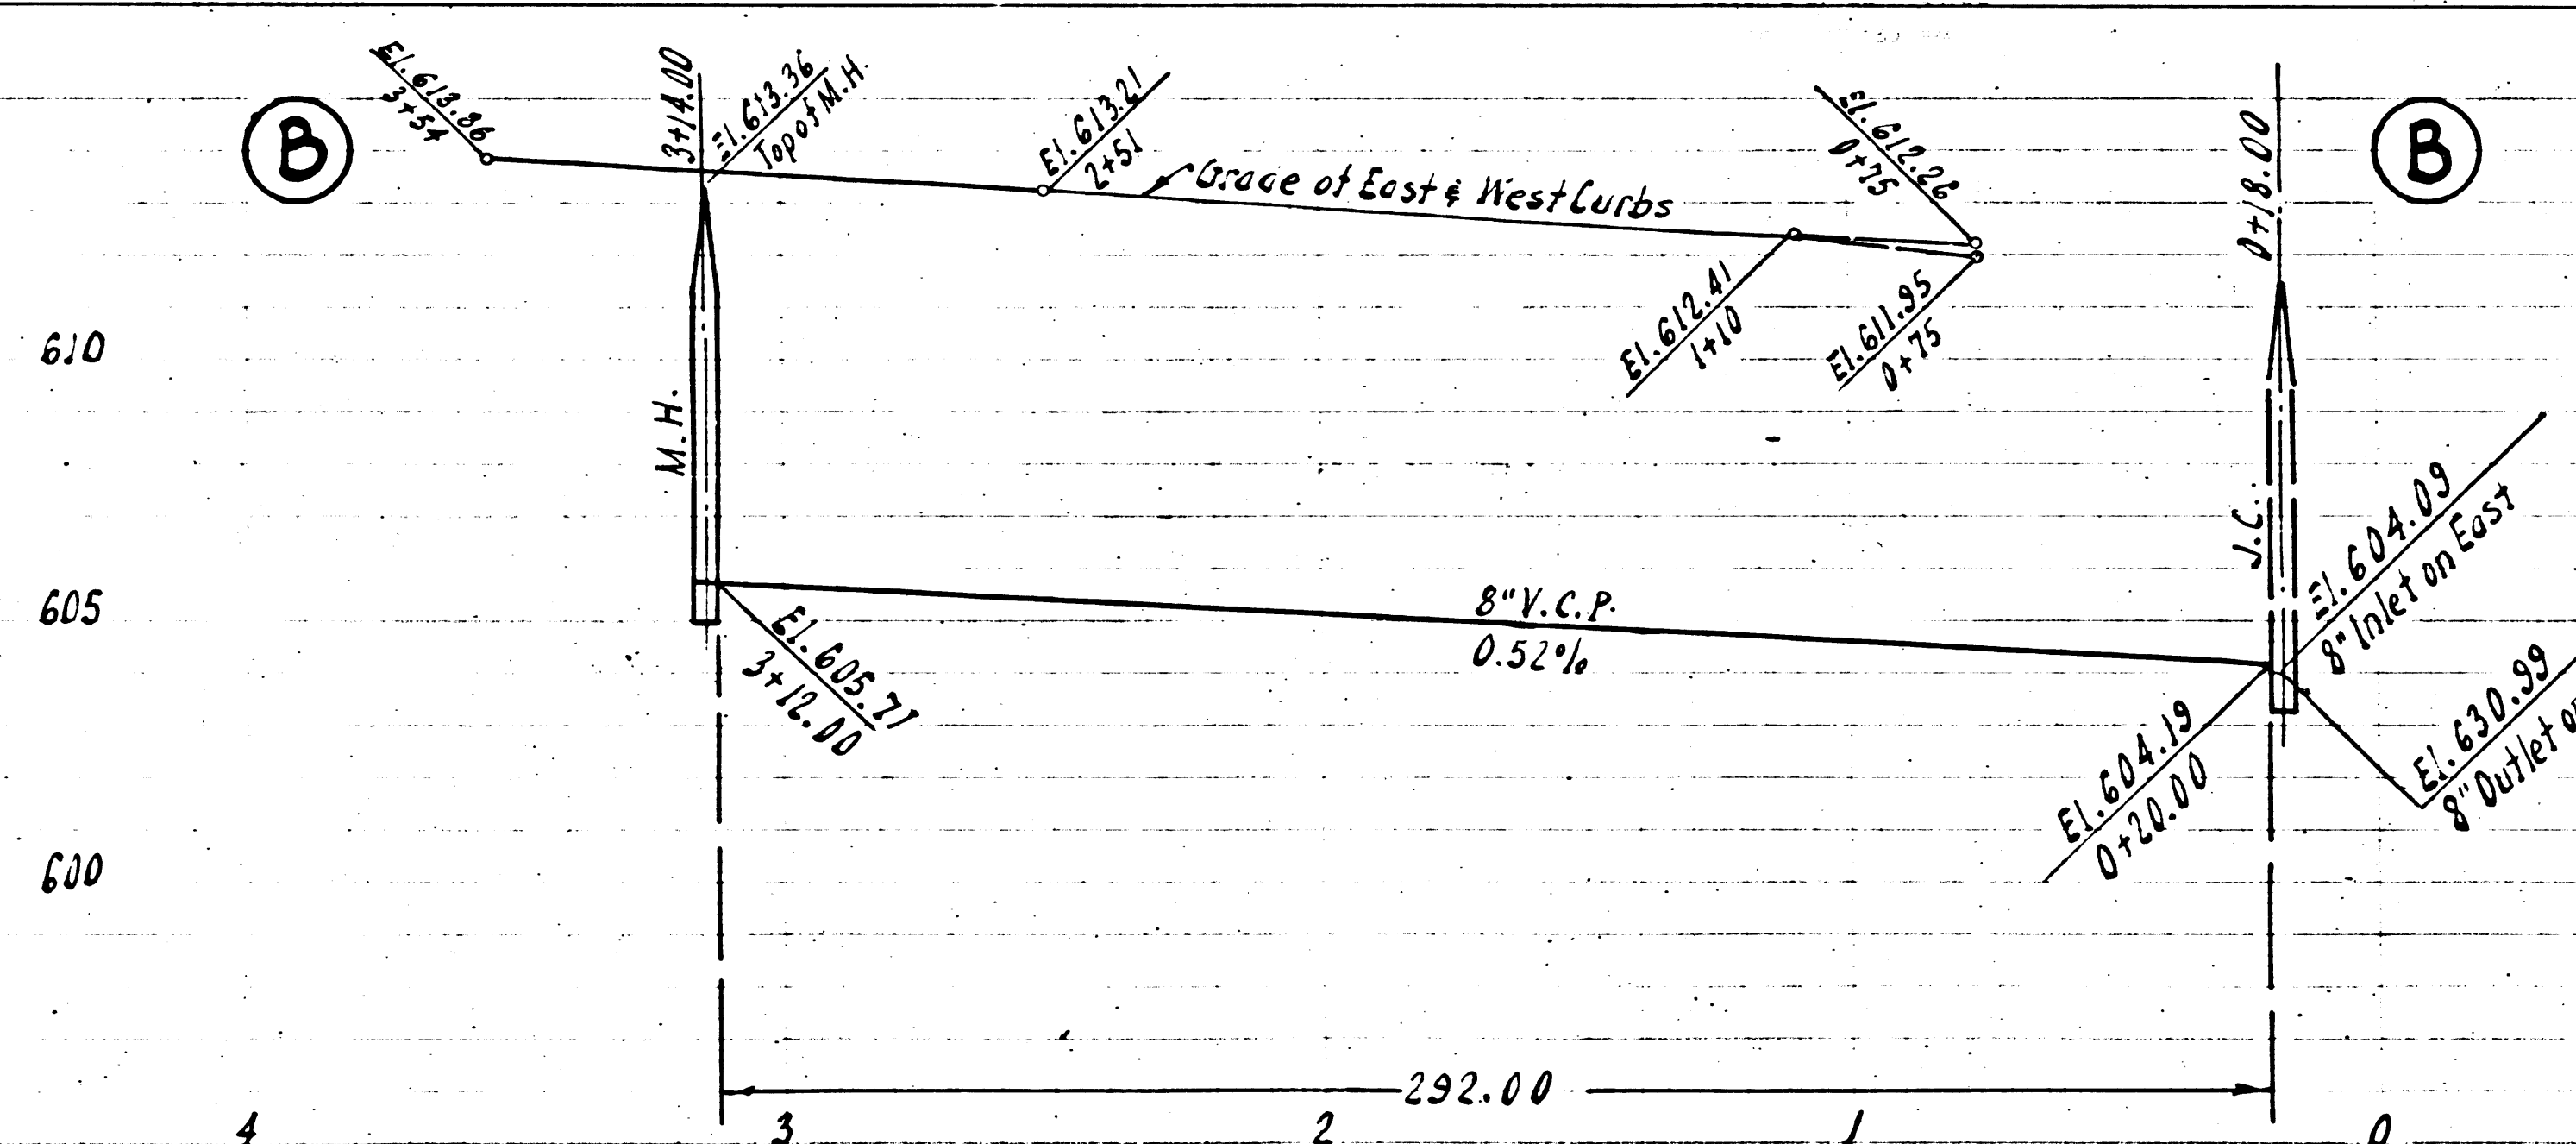 El. 613.86
3+54
B
3+14.00
El. 613.36
Top of M.H.
El. 613.21
2+51
Grade of East & West Curbs
El. 612.26
0+75
0+18.00
B
El. 612.41
1+10
El. 611.95
0+75
610
M.H.
J.C.
El. 604.09
8" Inlet on East
605
8" V.C.P.
0.52%
El. 605.71
3+12.00
El. 604.19
0+20.00
El. 630.99
8" Outlet on
600
292.00
4 3 2 1 0